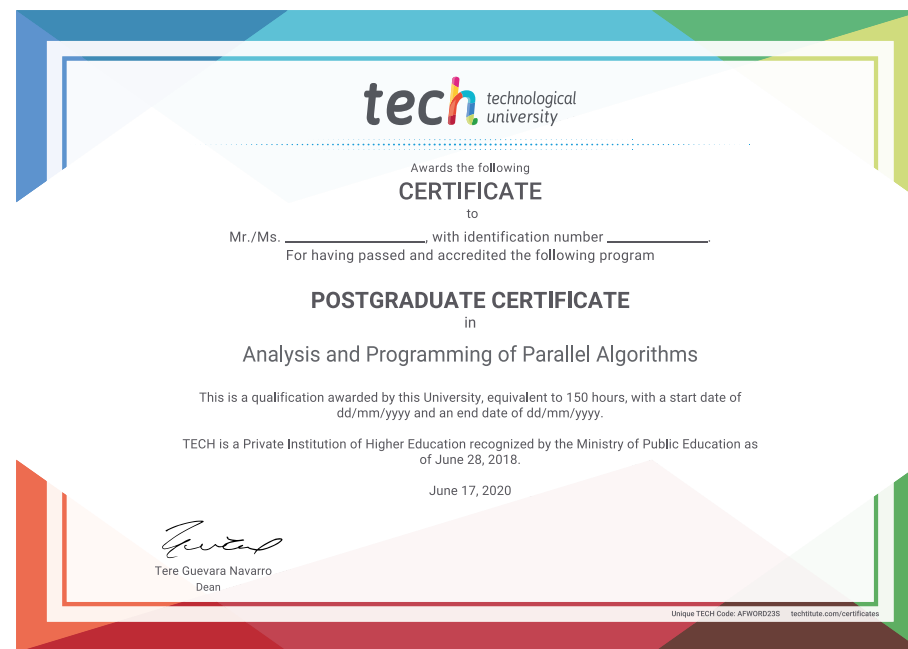 tech technological
university
Awards the following
CERTIFICATE
to
Mr./Ms. ____________________, with identification number ______________.
For having passed and accredited the following program
POSTGRADUATE CERTIFICATE
in
Analysis and Programming of Parallel Algorithms
This is a qualification awarded by this University, equivalent to 150 hours, with a start date of
dd/mm/yyyy and an end date of dd/mm/yyyy.
TECH is a Private Institution of Higher Education recognized by the Ministry of Public Education as
of June 28, 2018.
June 17, 2020
Tere Guevara Navarro
Dean
Unique TECH Code: AFWORD23S techtitute.com/certificates